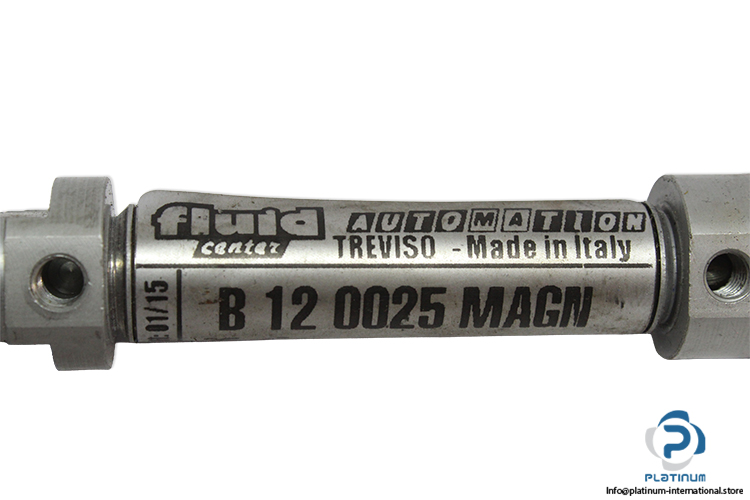 fluid AUTOMATION
center TREVISO - Made in Italy
01/15
B 12 0025 MAGN
PLATINUM
Info@platinum-international.store